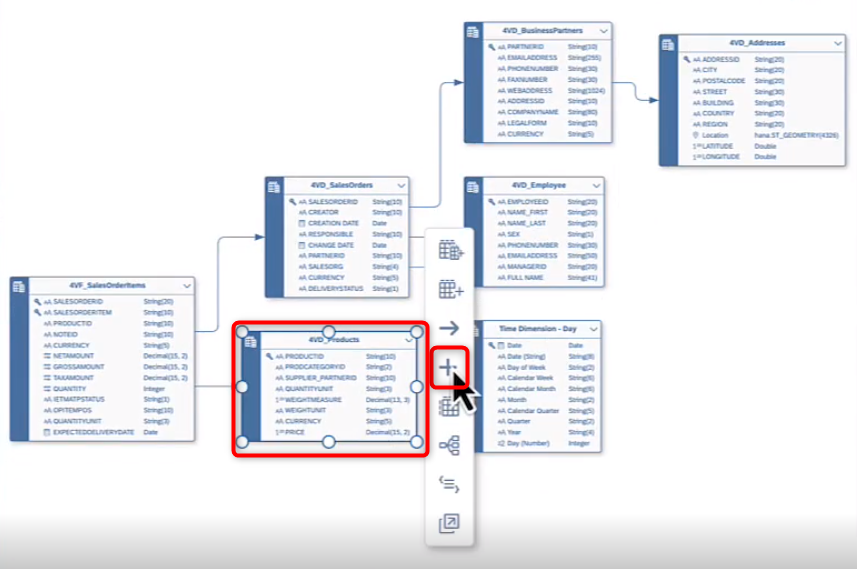 4VD_BusinessPartners
PARTNERID String(10)
EMAILADDRESS String(255)
PHONENUMBER String(30)
FAXNUMBER String(30)
WEBADDRESS String(1024)
ADDRESSID String(10)
COMPANYNAME String(80)
LEGALFORM String(10)
CURRENCY String(5)
4VD_Addresses
ADDRESSID String(20)
CITY String(20)
POSTALCODE String(20)
STREET String(30)
BUILDING String(30)
COUNTRY String(20)
REGION String(20)
Location hana.ST_GEOMETRY(4326)
LATITUDE Double
LONGITUDE Double
4VD_SalesOrders
SALESORDERID String(10)
CREATOR String(10)
CREATION DATE Date
RESPONSIBLE String(10)
CHANGE DATE Date
PARTNERID String(10)
SALESORG String(4)
CURRENCY String(5)
DELIVERYSTATUS String(1)
4VD_Employee
EMPLOYEEID String(20)
NAME_FIRST String(20)
NAME_LAST String(20)
SEX String(1)
PHONENUMBER String(30)
EMAILADDRESS String(50)
MANAGERID String(20)
FULL NAME String(41)
4VF_SalesOrderItems
SALESORDERID String(20)
SALESORDERITEM String(10)
PRODUCTID String(10)
NOTEID String(10)
CURRENCY String(5)
NETAMOUNT Decimal(15, 2)
GROSSAMOUNT Decimal(15, 2)
TAXAMOUNT Decimal(15, 2)
QUANTITY Integer
IETMATPSTATUS String(1)
OPITEMPOS String(10)
QUANTITYUNIT String(3)
EXPECTEDDELIVERYDATE Date
4VD_Products
PRODUCTID String(10)
PRODCATEGORYID String(2)
SUPPLIER_PARTNERID String(10)
QUANTITYUNIT String(3)
WEIGHTMEASURE Decimal(13, 3)
WEIGHTUNIT String(3)
CURRENCY String(5)
PRICE Decimal(15, 2)
Time Dimension - Day
Date Date
Date (String) String(8)
Day of Week String(2)
Calendar Week String(6)
Calendar Month String(6)
Month String(2)
Calendar Quarter String(5)
Quarter String(2)
Year String(4)
Day (Number) Integer